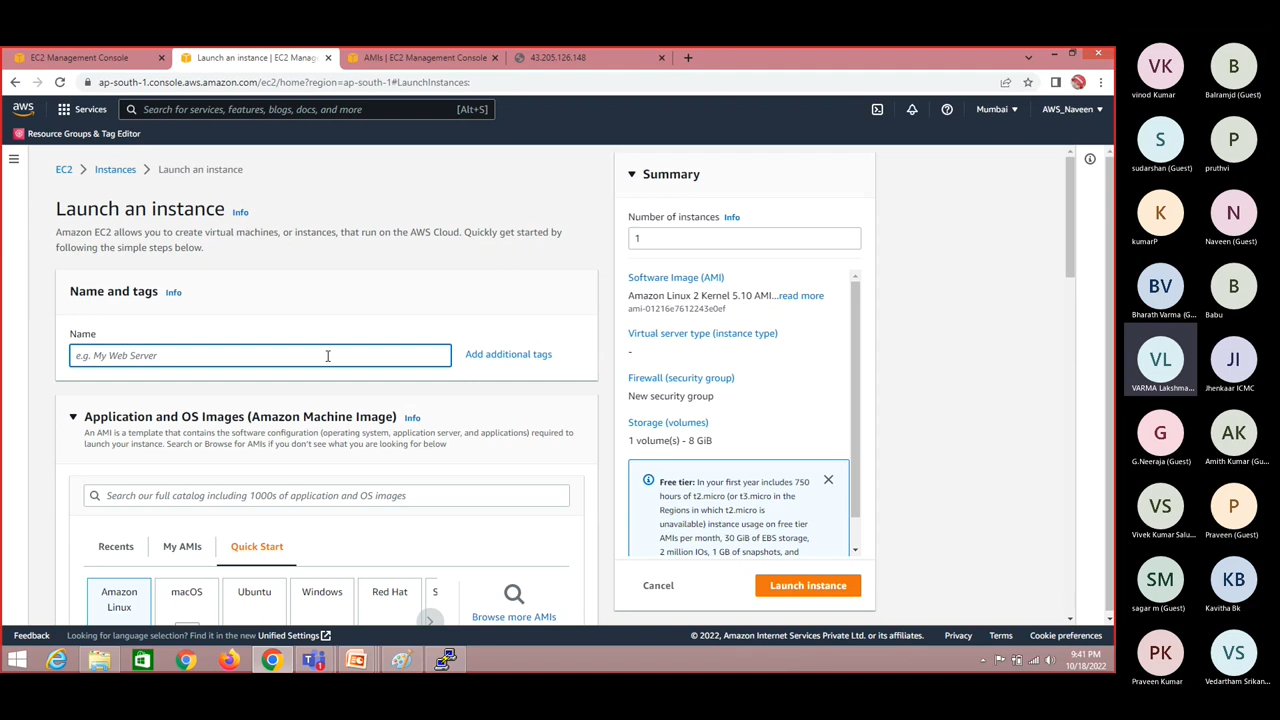 EC2 Management Console
Launch an instance | EC2 Manag
AMIs | EC2 Management Console
43.205.126.148
ap-south-1.console.aws.amazon.com/ec2/home?region=ap-south-1#LaunchInstances:
aws
Services
Search for services, features, blogs, docs, and more
[Alt+S]
Mumbai
AWS_Naveen
Resource Groups & Tag Editor
EC2
Instances
Launch an instance
Launch an instance Info
Amazon EC2 allows you to create virtual machines, or instances, that run on the AWS Cloud. Quickly get started by
following the simple steps below.
Name and tags Info
Name
e.g. My Web Server
Add additional tags
Application and OS Images (Amazon Machine Image) Info
An AMI is a template that contains the software configuration (operating system, application server, and applications) required to
launch your instance. Search or Browse for AMIs if you don't see what you are looking for below
Search our full catalog including 1000s of application and OS images
Recents
My AMIs
Quick Start
Amazon
Linux
macOS
Ubuntu
Windows
Red Hat
S
Browse more AMIs
Summary
Number of instances Info
1
Software Image (AMI)
Amazon Linux 2 Kernel 5.10 AMI...read more
ami-01216e7612243e0ef
Virtual server type (instance type)
-
Firewall (security group)
New security group
Storage (volumes)
1 volume(s) - 8 GiB
Free tier: In your first year includes 750
hours of t2.micro (or t3.micro in the
Regions in which t2.micro is
unavailable) instance usage on free tier
AMIs per month, 30 GiB of EBS storage,
2 million IOs, 1 GB of snapshots, and
Cancel
Launch instance
Feedback
Looking for language selection? Find it in the new Unified Settings
© 2022, Amazon Internet Services Private Ltd. or its affiliates.
Privacy
Terms
Cookie preferences
9:41 PM
10/18/2022
VK
vinod Kumar
B
Balramjd (Guest)
S
sudarshan (Guest)
P
pruthvi
K
kumarP
N
Naveen (Guest)
BV
Bharath Varma (G...
B
Babu
VL
VARMA Lakshma...
JI
Jhenkaar ICMC
G
G.Neeraja (Guest)
AK
Amith Kumar (Gu...
VS
Vivek Kumar Salu...
P
Praveen (Guest)
SM
sagar m (Guest)
KB
Kavitha Bk
PK
Praveen Kumar
VS
Vedartham Srikan...